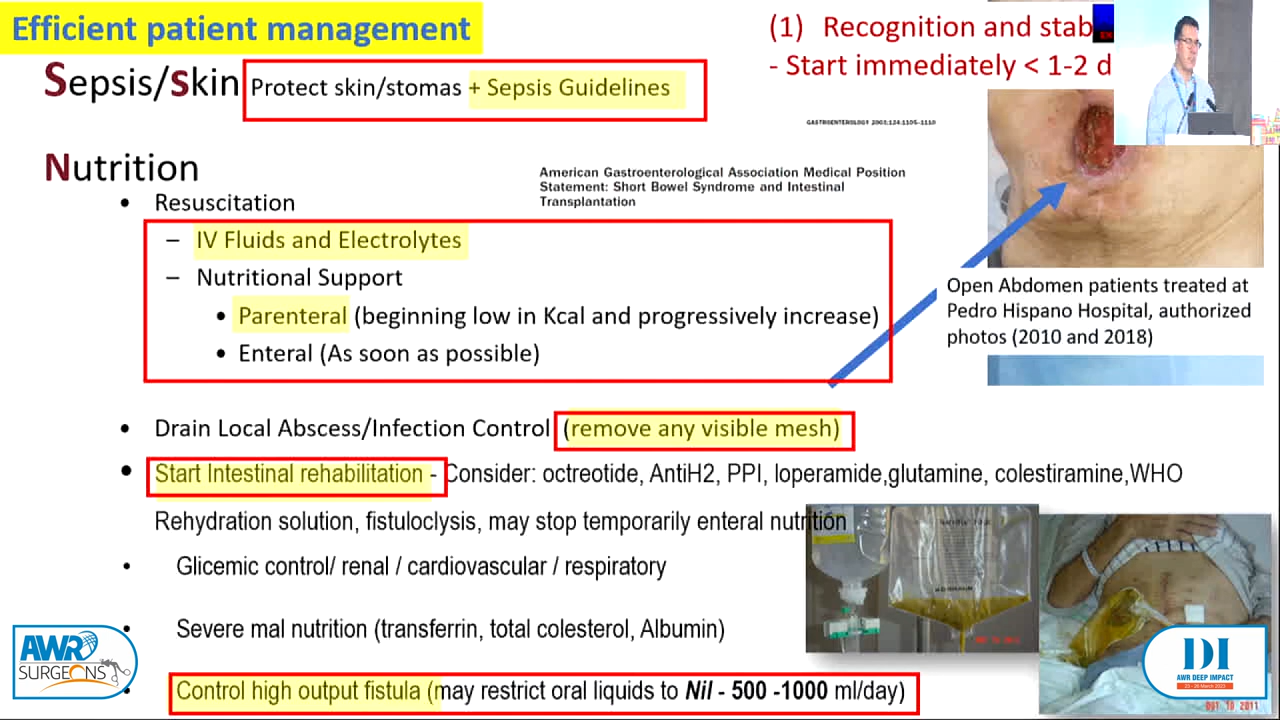 Efficient patient management
(1) Recognition and stab
- Start immediately < 1-2 d
Sepsis/skin Protect skin/stomas + Sepsis Guidelines
GASTROENTEROLOGY 2003;124:1105–1110
Nutrition
American Gastroenterological Association Medical Position
Statement: Short Bowel Syndrome and Intestinal
Transplantation
• Resuscitation
– IV Fluids and Electrolytes
– Nutritional Support
• Parenteral (beginning low in Kcal and progressively increase)
• Enteral (As soon as possible)
Open Abdomen patients treated at
Pedro Hispano Hospital, authorized
photos (2010 and 2018)
• Drain Local Abscess/Infection Control (remove any visible mesh)
• Start Intestinal rehabilitation - Consider: octreotide, AntiH2, PPI, loperamide,glutamine, colestiramine,WHO
Rehydration solution, fistuloclysis, may stop temporarily enteral nutrition
• Glicemic control/ renal / cardiovascular / respiratory
• Severe mal nutrition (transferrin, total colesterol, Albumin)
• Control high output fistula (may restrict oral liquids to Nil - 500 -1000 ml/day)
AWR
SURGEONS
DI
AWR DEEP IMPACT